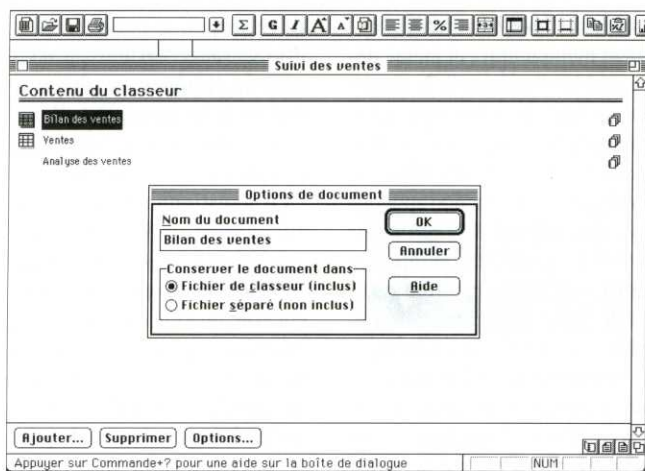 Σ G I A A %
Suivi des ventes
Contenu du classeur
Bilan des ventes
Ventes
Analyse des ventes
Options de document
Nom du document
Bilan des ventes
Conserver le document dans
Fichier de classeur (inclus)
Fichier séparé (non inclus)
OK
Annuler
Aide
Ajouter... Supprimer Options...
Appuyer sur Commande+? pour une aide sur la boîte de dialogue NUM